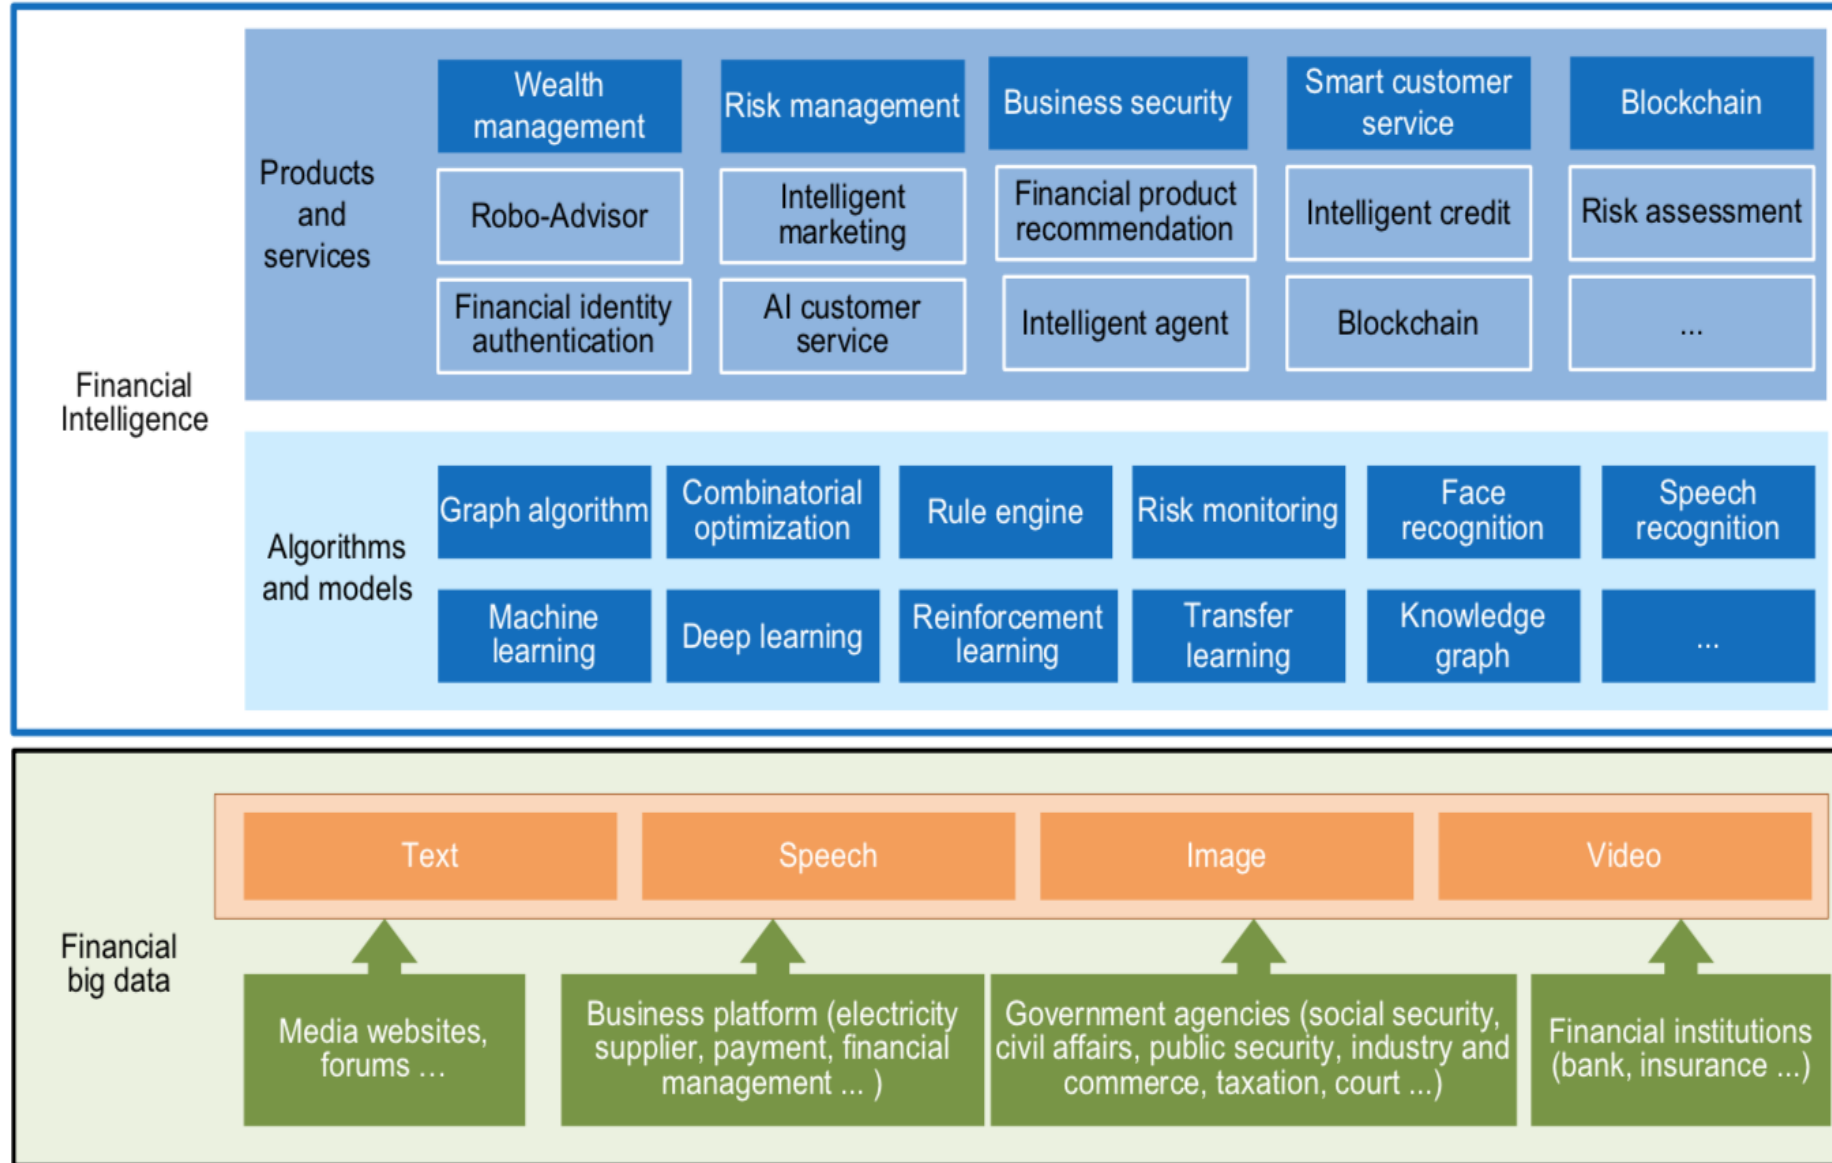 Financial
Intelligence
Products
and
services
Wealth
management
Risk management
Business security
Smart customer
service
Blockchain
Robo-Advisor
Intelligent
marketing
Financial product
recommendation
Intelligent credit
Risk assessment
Financial identity
authentication
AI customer
service
Intelligent agent
Blockchain
...
Algorithms
and models
Graph algorithm
Combinatorial
optimization
Rule engine
Risk monitoring
Face
recognition
Speech
recognition
Machine
learning
Deep learning
Reinforcement
learning
Transfer
learning
Knowledge
graph
...
Financial
big data
Text
Speech
Image
Video
Media websites,
forums ...
Business platform (electricity
supplier, payment, financial
management ... )
Government agencies (social security,
civil affairs, public security, industry and
commerce, taxation, court ...)
Financial institutions
(bank, insurance ...)